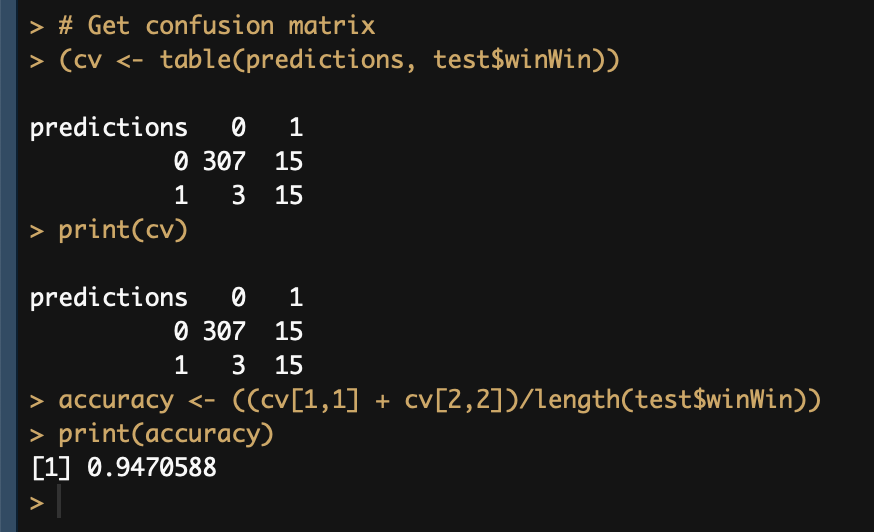 > # Get confusion matrix
> (cv <- table(predictions, test$winWin))
predictions   0   1
          0 307  15
          1   3  15
> print(cv)
predictions   0   1
          0 307  15
          1   3  15
> accuracy <- ((cv[1,1] + cv[2,2])/length(test$winWin))
> print(accuracy)
[1] 0.9470588
>